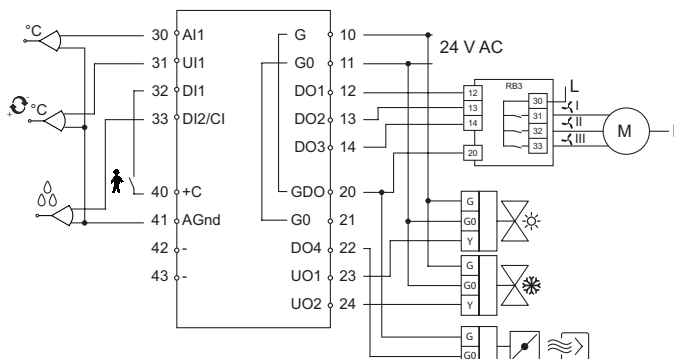 °C
30 AI1
G 10
24 V AC
31 UI1
G0 11
32 DI1
DO1 12
33 DI2/CI
DO2 13
DO3 14
+ - °C
40 +C
GDO 20
41 AGnd
G0 21
42 -
DO4 22
43 -
UO1 23
UO2 24
RB3
12
13
14
20
30
31
32
33
L
I
II
III
M
G
G0
Y
G
G0
Y
G
G0